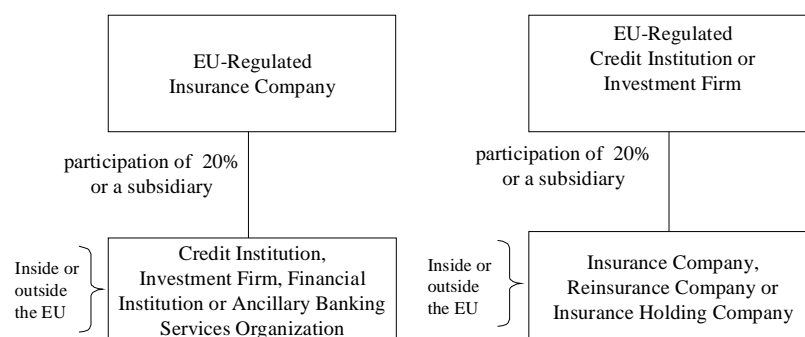 EU-Regulated
Insurance Company
participation of 20%
or a subsidiary
Inside or
outside
the EU
Credit Institution,
Investment Firm, Financial
Institution or Ancillary Banking
Services Organization
EU-Regulated
Credit Institution or
Investment Firm
participation of 20%
or a subsidiary
Inside or
outside
the EU
Insurance Company,
Reinsurance Company or
Insurance Holding Company